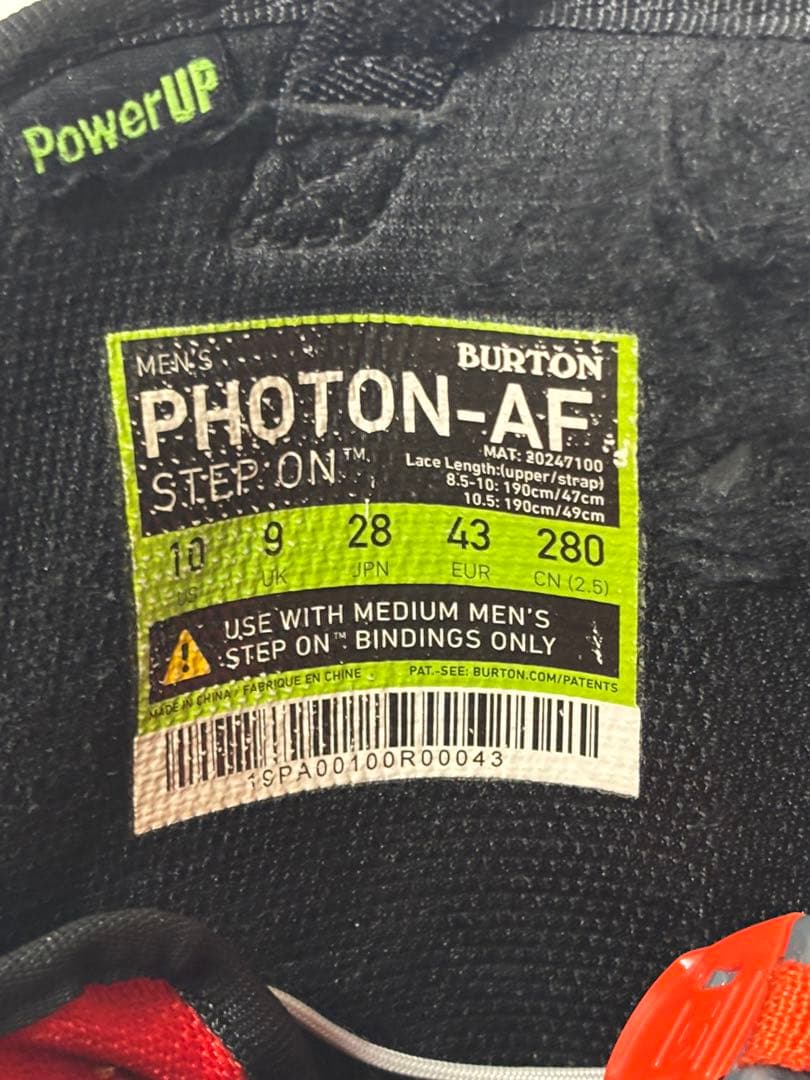 PowerUP
MEN'S BURTON
PHOTON-AF
STEP ON™
MAT: 20247100
Lace Length:(upper/strap)
8.5-10: 190cm/47cm
10.5: 190cm/49cm
10 9 28 43 280
US UK JPN EUR CN (2.5)
USE WITH MEDIUM MEN'S
STEP ON™ BINDINGS ONLY
MADE IN CHINA / FABRIQUE EN CHINE PAT.-SEE: BURTON.COM/PATENTS
19PA00100R00043